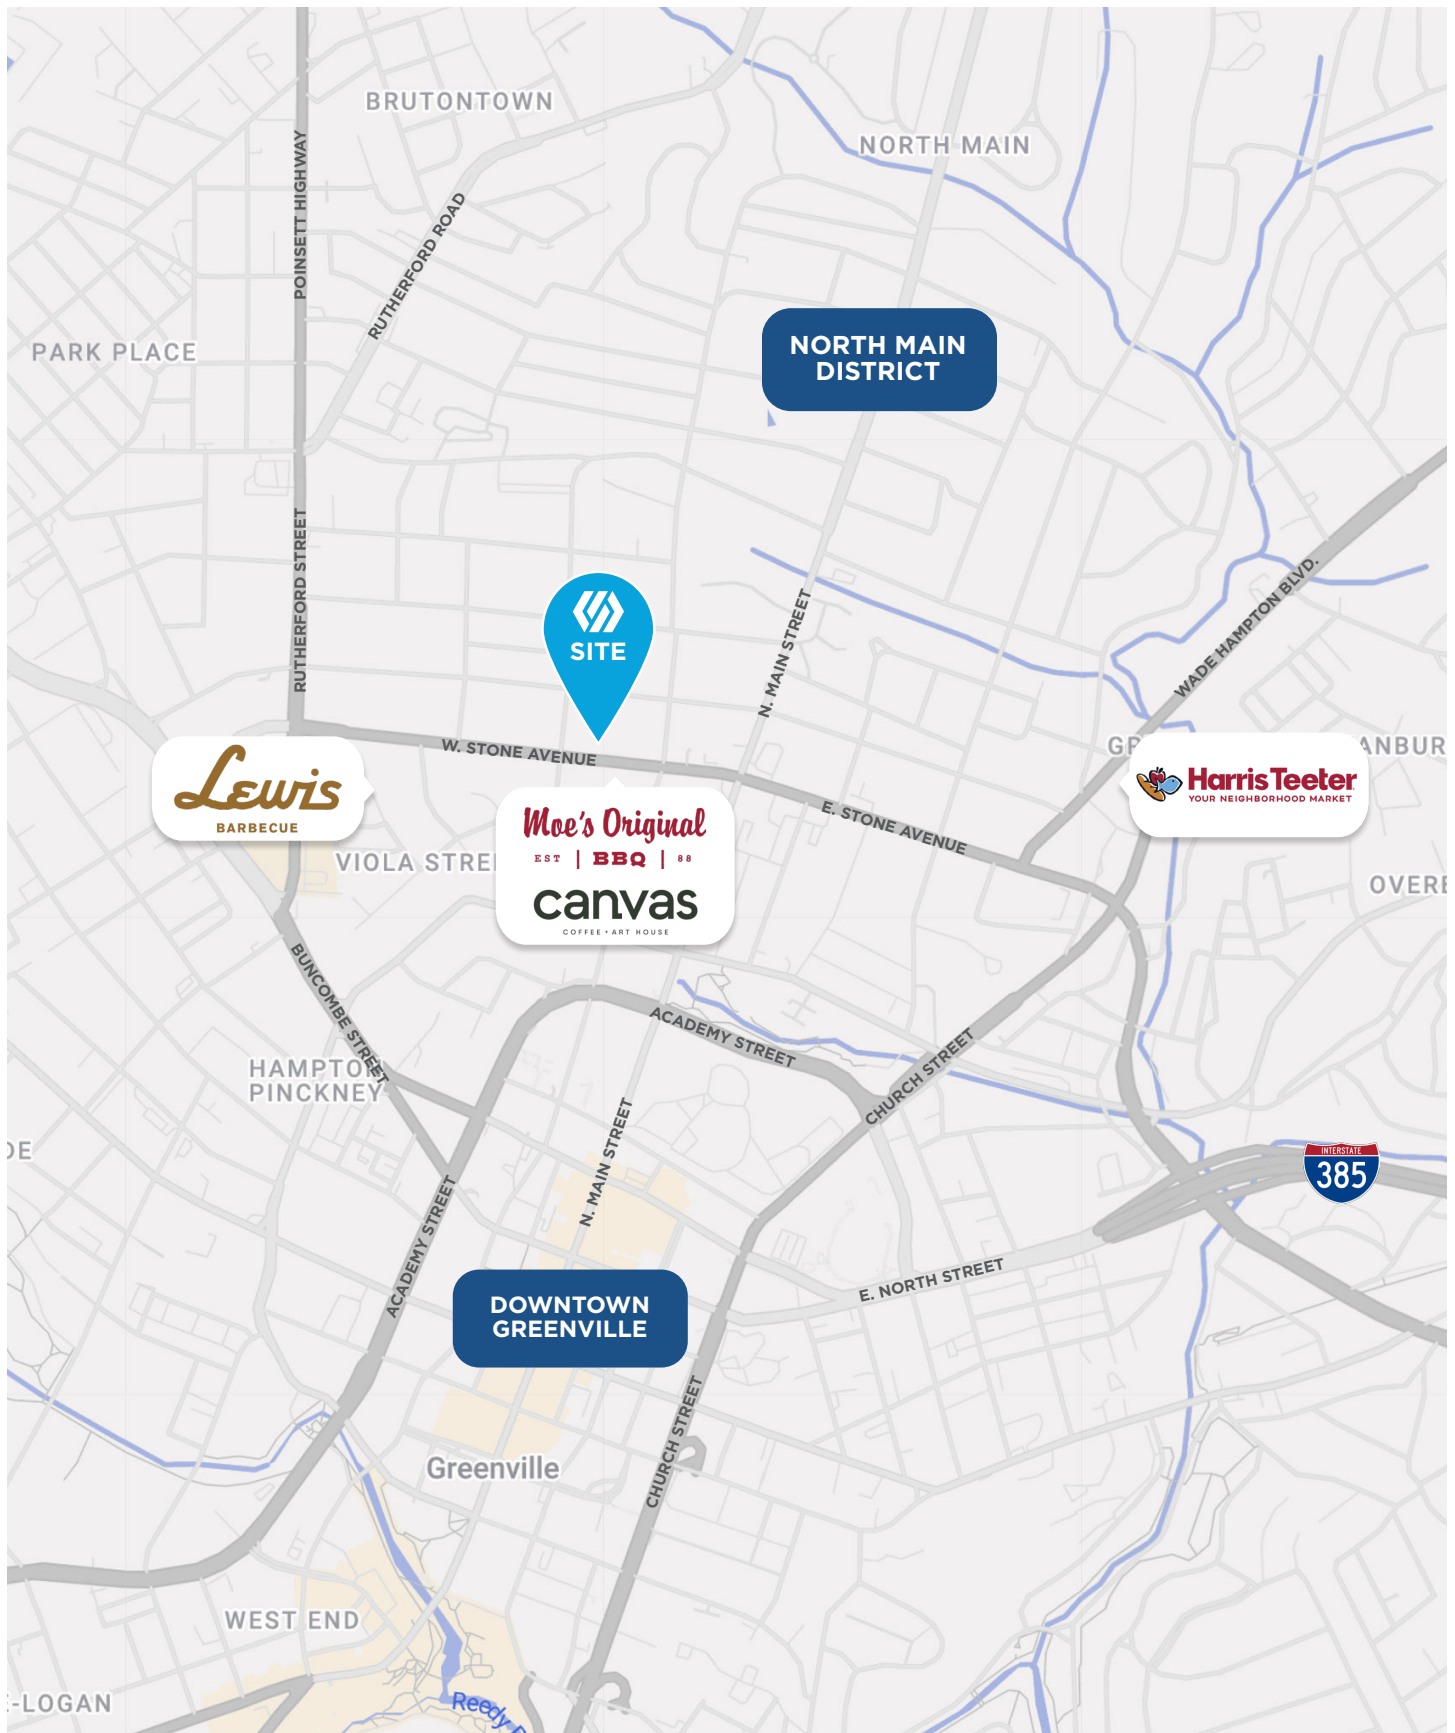 BRUTONTOWN
NORTH MAIN
POINSETT HIGHWAY
RUTHERFORD ROAD
PARK PLACE
NORTH MAIN
DISTRICT
RUTHERFORD STREET
SITE
N. MAIN STREET
WADE HAMPTON BLVD.
W. STONE AVENUE
E. STONE AVENUE
Lewis
BARBECUE
Harris Teeter
YOUR NEIGHBORHOOD MARKET
Moe's Original
EST | BBQ | 88
canvas
COFFEE + ART HOUSE
VIOLA STRE
BUNCOMBE STREET
ACADEMY STREET
CHURCH STREET
HAMPTON
PINCKNEY
N. MAIN STREET
INTERSTATE
385
ACADEMY STREET
E. NORTH STREET
DOWNTOWN
GREENVILLE
CHURCH STREET
Greenville
WEST END
-LOGAN
Reedy